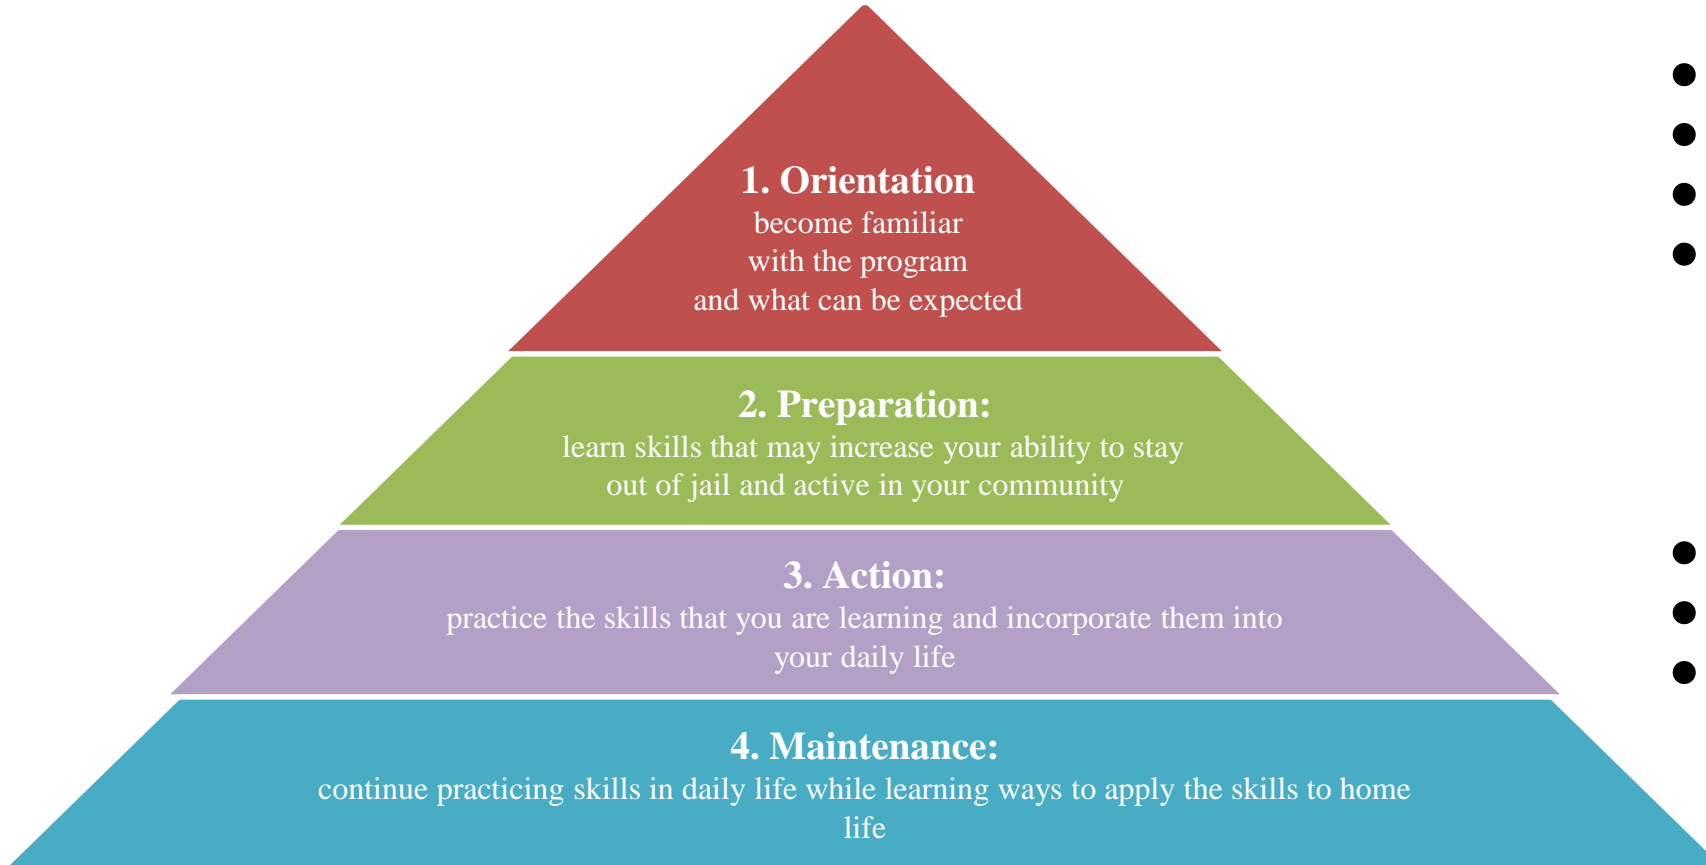 1. Orientation
become familiar
with the program
and what can be expected
2. Preparation:
learn skills that may increase your ability to stay
out of jail and active in your community
3. Action:
practice the skills that you are learning and incorporate them into
your daily life
4. Maintenance:
continue practicing skills in daily life while learning ways to apply the skills to home
life